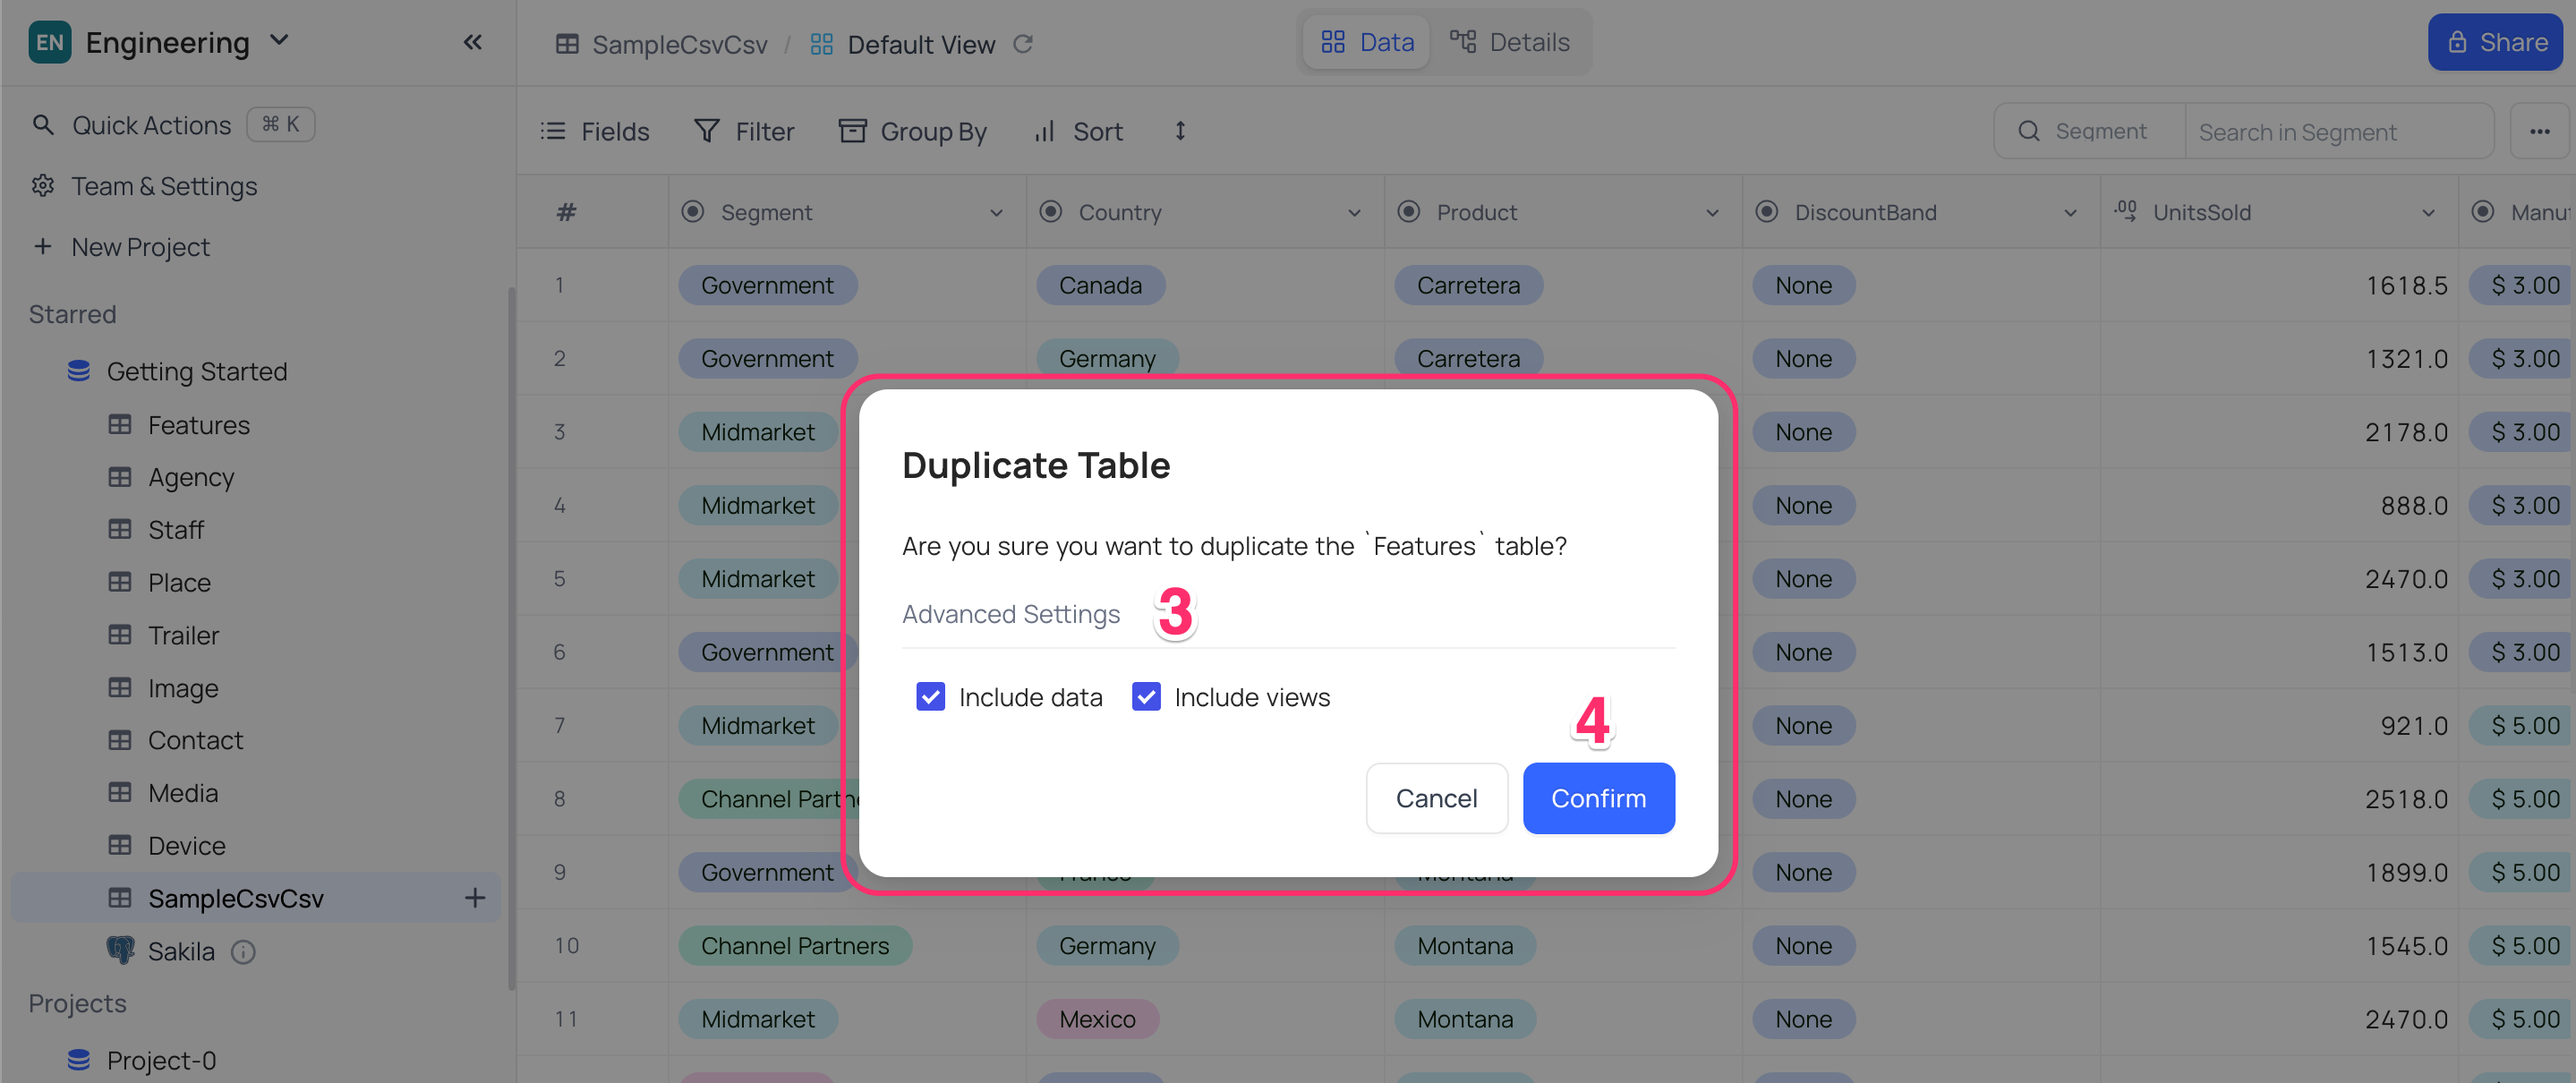 EN Engineering
SampleCsvCsv / Default View
Data Details
Share
Quick Actions ⌘ K
Team & Settings
New Project
Starred
Getting Started
Features
Agency
Staff
Place
Trailer
Image
Contact
Media
Device
SampleCsvCsv
Sakila
Projects
Project-0
Fields Filter Group By Sort
Segment Search in Segment
# Segment Country Product DiscountBand UnitsSold Manu
1 Government Canada Carretera None 1618.5 $ 3.00
2 Government Germany Carretera None 1321.0 $ 3.00
3 Midmarket None 2178.0 $ 3.00
4 Midmarket None 888.0 $ 3.00
5 Midmarket None 2470.0 $ 3.00
6 Government None 1513.0 $ 3.00
7 Midmarket None 921.0 $ 5.00
8 Channel Partne None 2518.0 $ 5.00
9 Government None 1899.0 $ 5.00
10 Channel Partners Germany Montana None 1545.0 $ 5.00
11 Midmarket Mexico Montana None 2470.0 $ 5.00
Duplicate Table
Are you sure you want to duplicate the `Features` table?
Advanced Settings 3
Include data Include views
4
Cancel Confirm